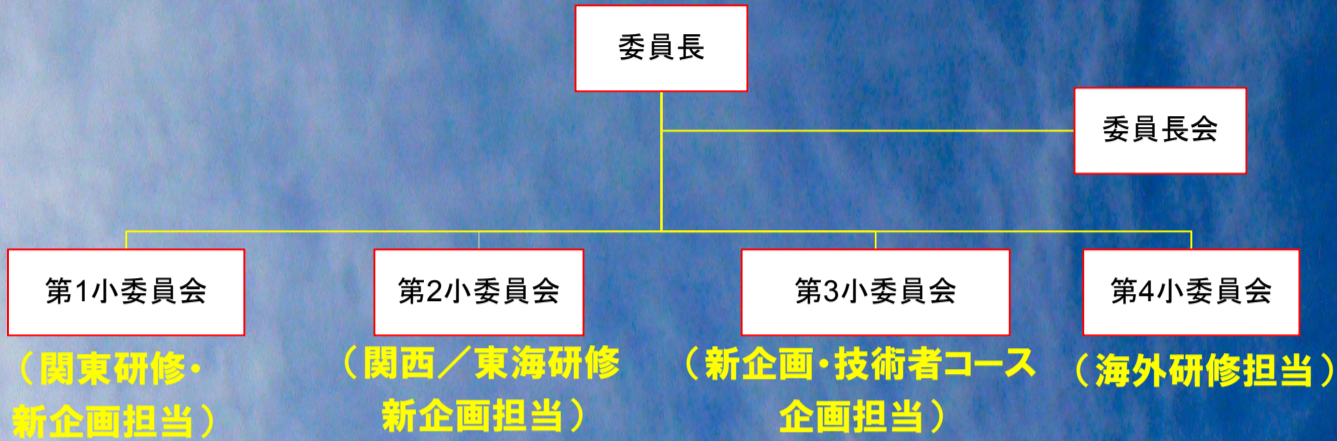 委員長
委員長会
第1小委員会
第2小委員会
第3小委員会
第4小委員会
（関東研修・
新企画担当）
（関西／東海研修
新企画担当）
（新企画・技術者コース
企画担当）
（海外研修担当）